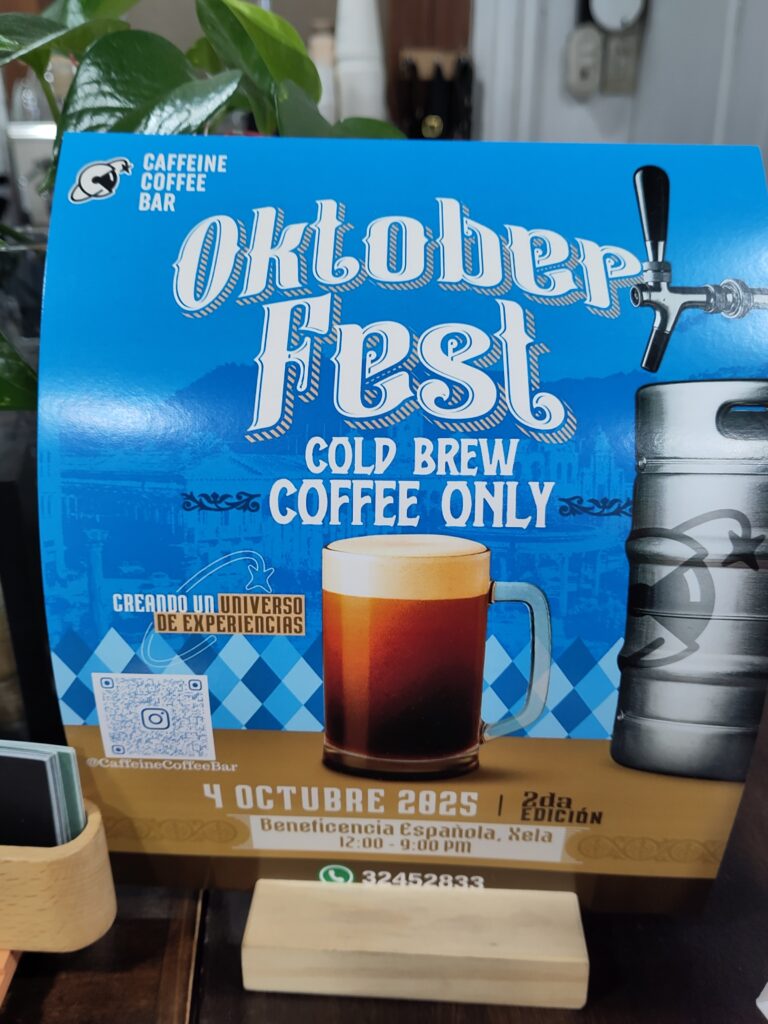 CAFFEINE
COFFEE
BAR
Oktober
Fest
COLD BREW
COFFEE ONLY
CREANDO UN UNIVERSO
DE EXPERIENCIAS
@CaffeineCoffeeBar
4 OCTUBRE 2025 | 2da
EDICIÓN
Beneficencia Española, Xela
12:00 - 9:00 PM
32452833